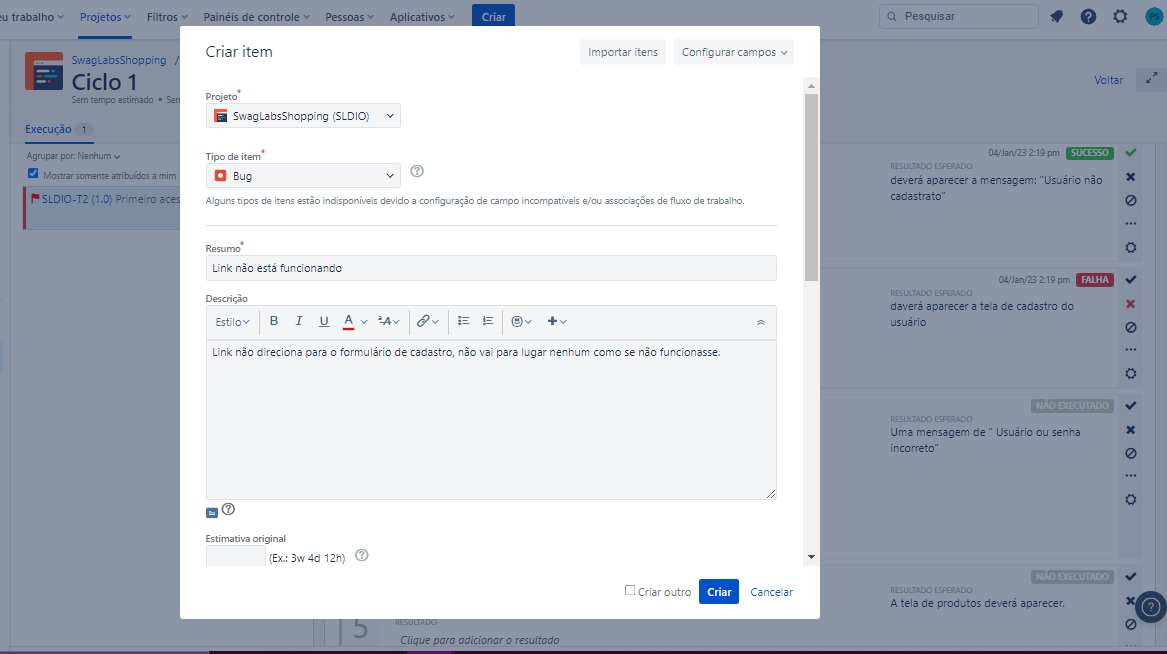 eu trabalho Projetos Filtros Painéis de controle Pessoas Aplicativos Criar Pesquisar PS
SwagLabsShopping /
Ciclo 1
Sem tempo estimado • Sem
Voltar
Execução 1
Agrupar por: Nenhum
Mostrar somente atribuídos a mim
SLDIO-T2 (1.0) Primeiro aces
Criar item
Importar itens
Configurar campos
Projeto*
SwagLabsShopping (SLDIO)
Tipo de item*
Bug
Alguns tipos de itens estão indisponíveis devido a configuração de campo incompatíveis e/ou associações de fluxo de trabalho.
Resumo*
Link não está funcionando
Descrição
Estilo B I U A ªA
Link não direciona para o formulário de cadastro, não vai para lugar nenhum como se não funcionasse.
Estimativa original
(Ex.: 3w 4d 12h)
Criar outro
Criar
Cancelar
04/Jan/23 2:19 pm SUCESSO
RESULTADO ESPERADO
deverá aparecer a mensagem: "Usuário não
cadastrato"
04/Jan/23 2:19 pm FALHA
RESULTADO ESPERADO
daverá aparecer a tela de cadastro do
usuário
NÃO EXECUTADO
RESULTADO ESPERADO
Uma mensagem de " Usuário ou senha
incorreto"
NÃO EXECUTADO
RESULTADO ESPERADO
A tela de produtos deverá aparecer.
5
RESULTADO
Clique para adicionar o resultado